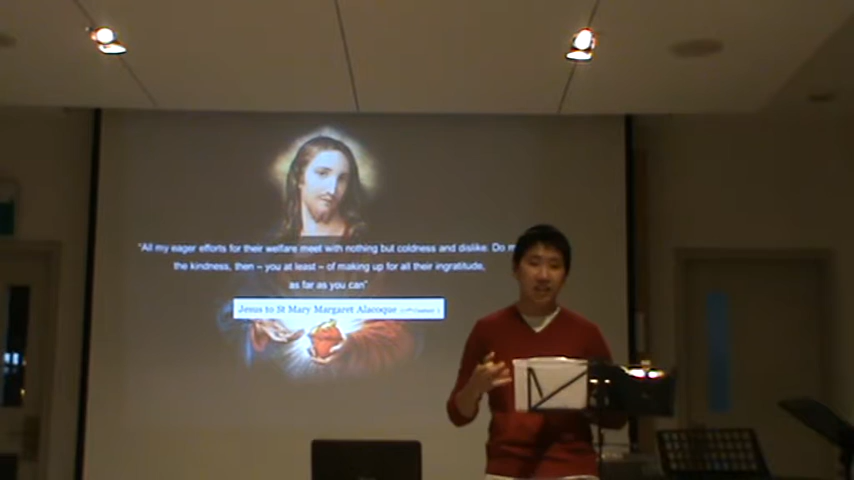 "All my eager efforts for their welfare meet with nothing but coldness and dislike. Do m
the kindness, then – you at least – of making up for all their ingratitude,
as far as you can"
Jesus to St Mary Margaret Alacoque